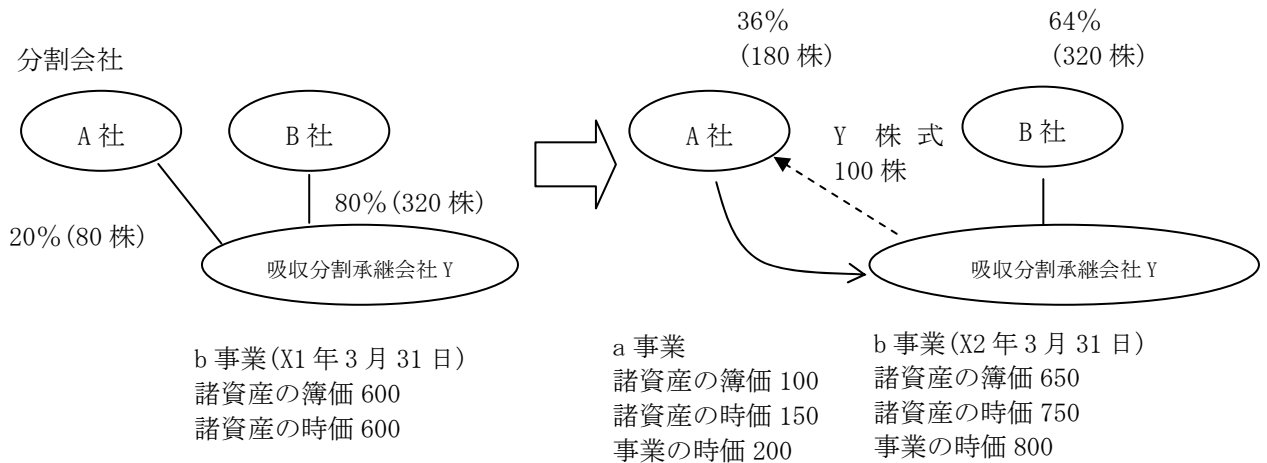 分割会社
A 社
B 社
20%(80 株)
80%(320 株)
吸収分割承継会社 Y
b 事業(X1 年 3 月 31 日)
諸資産の簿価 600
諸資産の時価 600
36%
(180 株)
64%
(320 株)
A 社
Y 株 式
100 株
B 社
吸収分割承継会社 Y
a 事業
諸資産の簿価 100
諸資産の時価 150
事業の時価 200
b 事業(X2 年 3 月 31 日)
諸資産の簿価 650
諸資産の時価 750
事業の時価 800